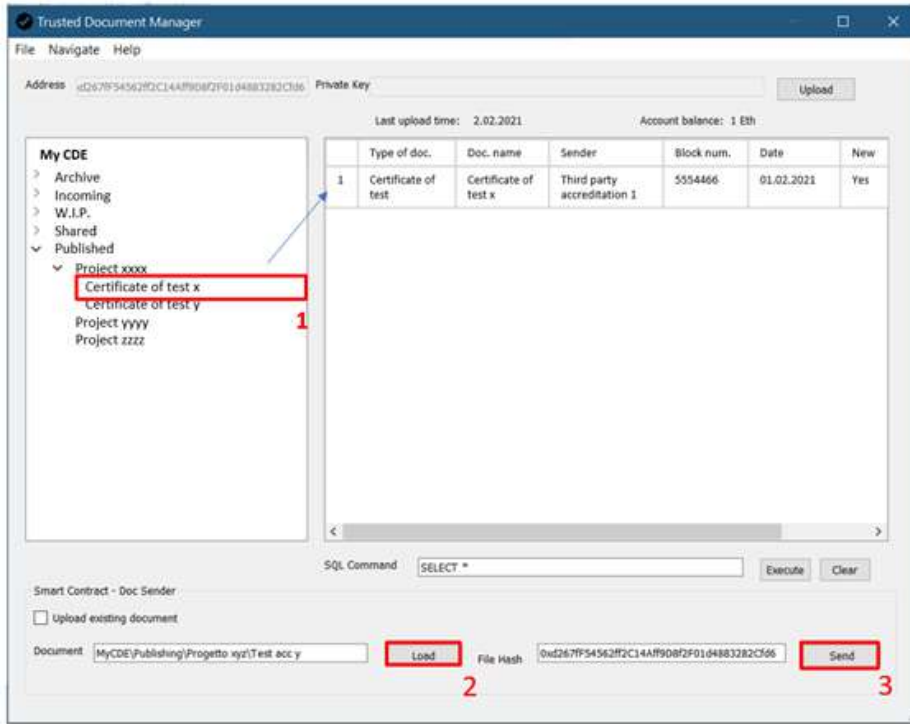 Trusted Document Manager
File Navigate Help
Address d267fF54562ff2C14Aff9D8f2F01d4883282Cfd6 Private Key Upload
Last upload time: 2.02.2021 Account balance: 1 Eth
My CDE
Archive
Incoming
W.I.P.
Shared
Published
Project xxxx
Certificate of test x
Certificate of test y
Project yyyy
Project zzzz
1
Type of doc. Doc. name Sender Block num. Date New
1 Certificate of test Certificate of test x Third party accreditation 1 5554466 01.02.2021 Yes
SQL Command SELECT * Execute Clear
Smart Contract - Doc Sender
Upload existing document
Document MyCDE\Publishing\Progetto xyz\Test acc y Load File Hash 0xd267fF54562ff2C14Aff9D8f2F01d4883282Cfd6 Send
2 3